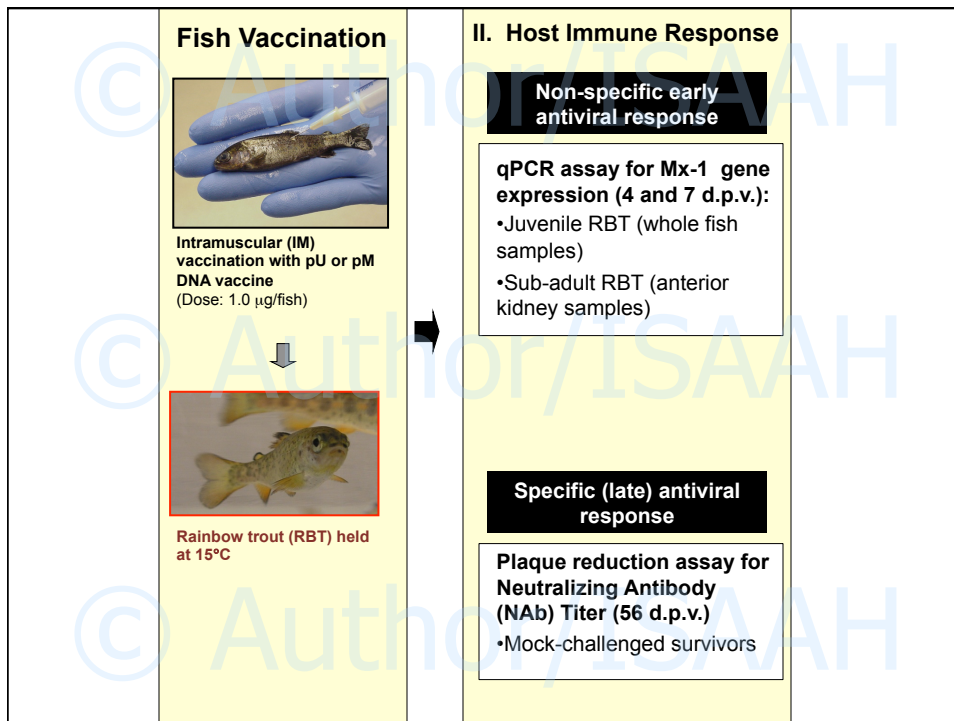 Fish Vaccination
Intramuscular (IM)
vaccination with pU or pM
DNA vaccine
(Dose: 1.0 μg/fish)
Rainbow trout (RBT) held
at 15ºC
II. Host Immune Response
Non-specific early
antiviral response
qPCR assay for Mx-1 gene
expression (4 and 7 d.p.v.):
•Juvenile RBT (whole fish
samples)
•Sub-adult RBT (anterior
kidney samples)
Specific (late) antiviral
response
Plaque reduction assay for
Neutralizing Antibody
(NAb) Titer (56 d.p.v.)
•Mock-challenged survivors
© Author/ISAAH
© Author/ISAAH
© Author/ISAAH